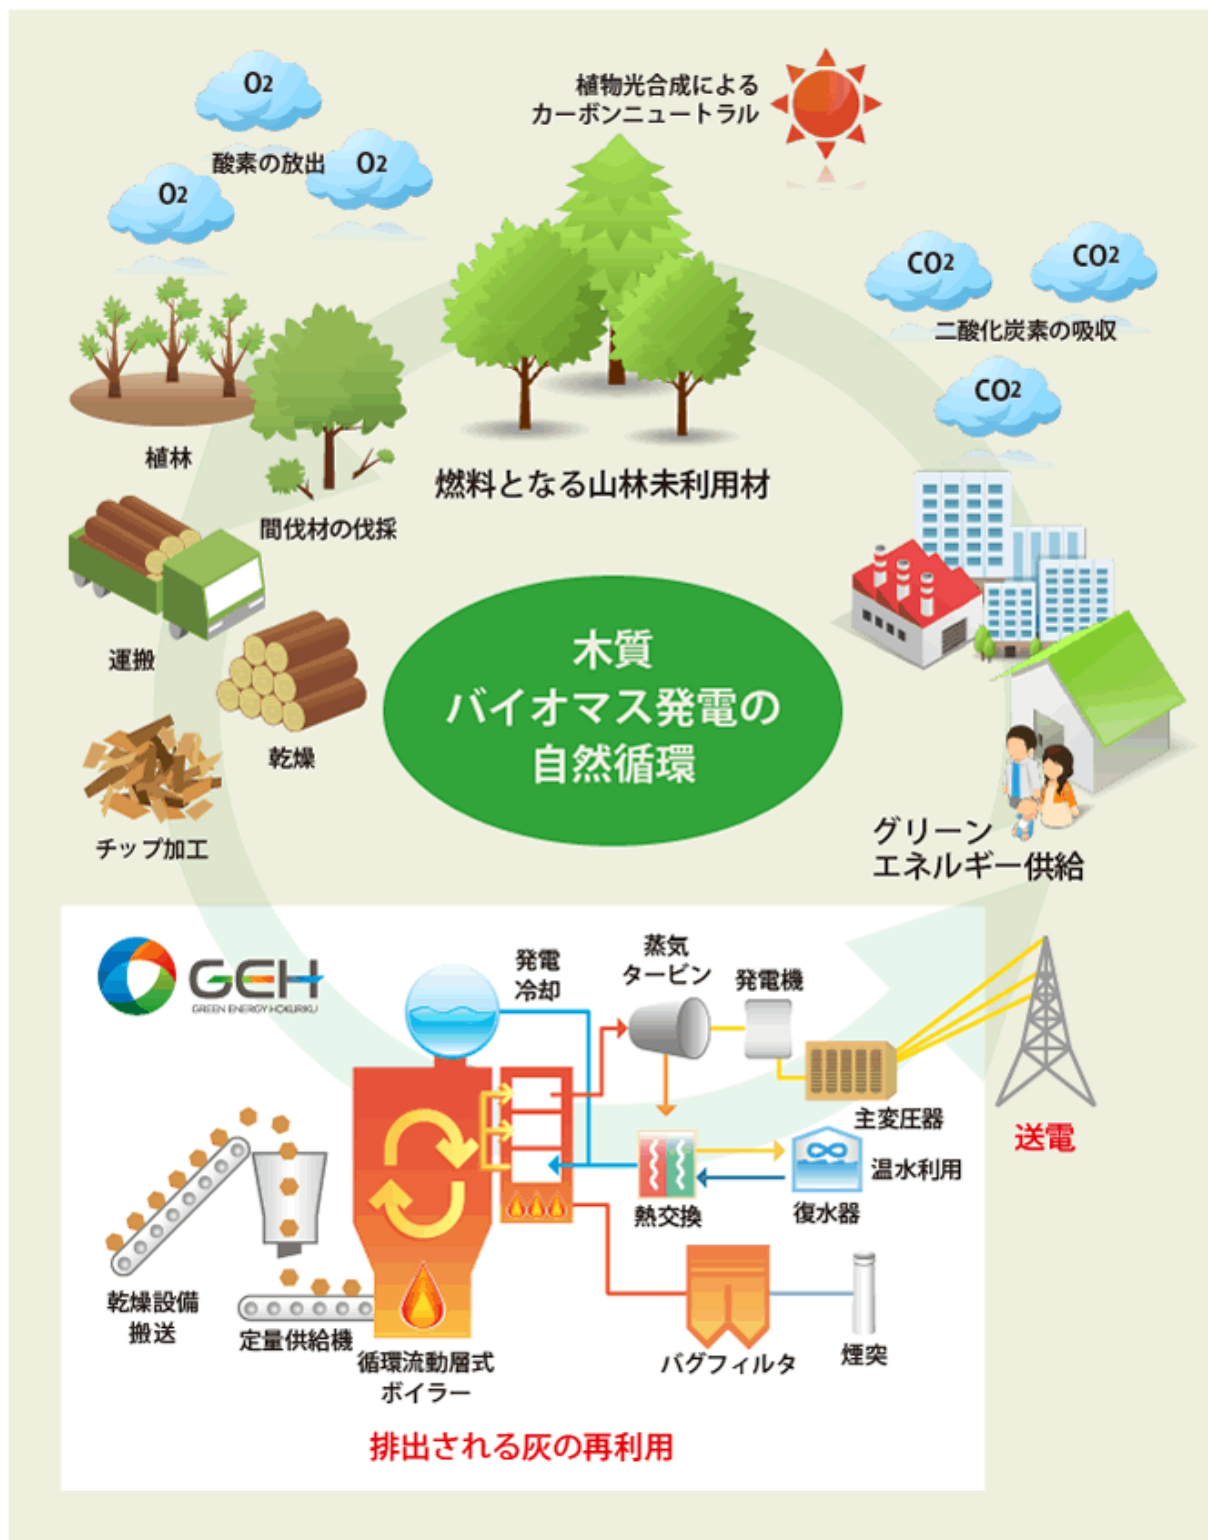 植物光合成による
カーボンニュートラル
O2
O2
O2
酸素の放出
CO2
CO2
CO2
二酸化炭素の吸収
植林
間伐材の伐採
燃料となる山林未利用材
運搬
乾燥
チップ加工
木質
バイオマス発電の
自然循環
グリーン
エネルギー供給
GEH
GREEN ENERGY HOKURIKU
発電
冷却
蒸気
タービン
発電機
主変圧器
送電
熱交換
復水器
温水利用
乾燥設備
搬送
定量供給機
循環流動層式
ボイラー
バグフィルタ
煙突
排出される灰の再利用